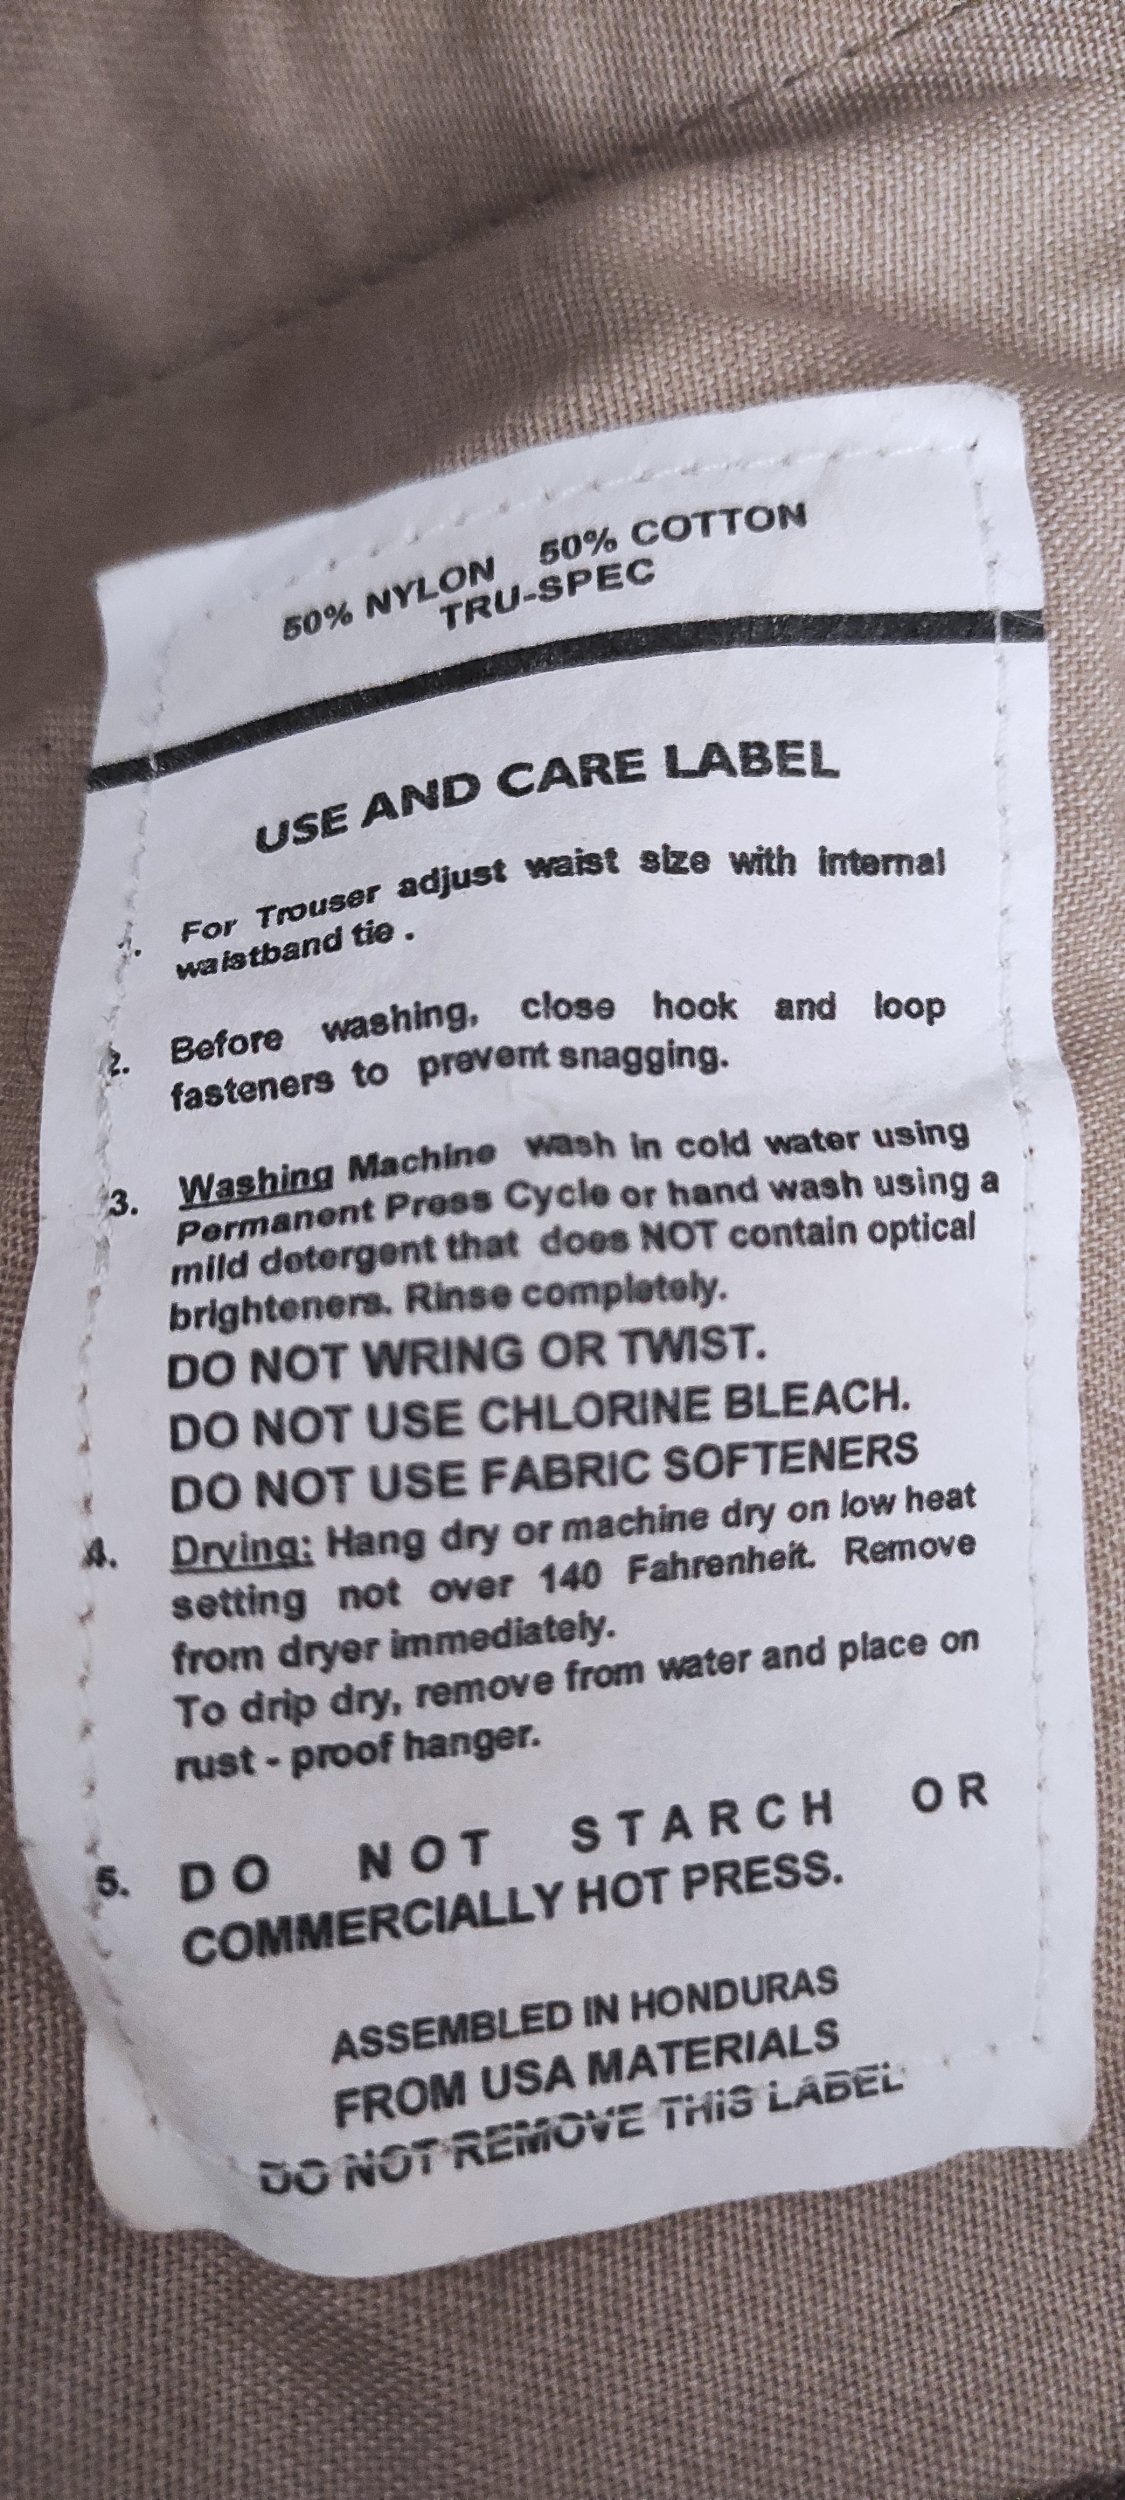 50% NYLON 50% COTTON
TRU-SPEC
USE AND CARE LABEL
1. For Trouser adjust waist size with internal
waistband tie .
2. Before washing, close hook and loop
fasteners to prevent snagging.
3. Washing Machine wash in cold water using
Permanent Press Cycle or hand wash using a
mild detergent that does NOT contain optical
brighteners. Rinse completely.
DO NOT WRING OR TWIST.
DO NOT USE CHLORINE BLEACH.
DO NOT USE FABRIC SOFTENERS
4. Drying: Hang dry or machine dry on low heat
setting not over 140 Fahrenheit. Remove
from dryer immediately.
To drip dry, remove from water and place on
rust - proof hanger.
5. DO NOT STARCH OR
COMMERCIALLY HOT PRESS.
ASSEMBLED IN HONDURAS
FROM USA MATERIALS
DO NOT REMOVE THIS LABEL